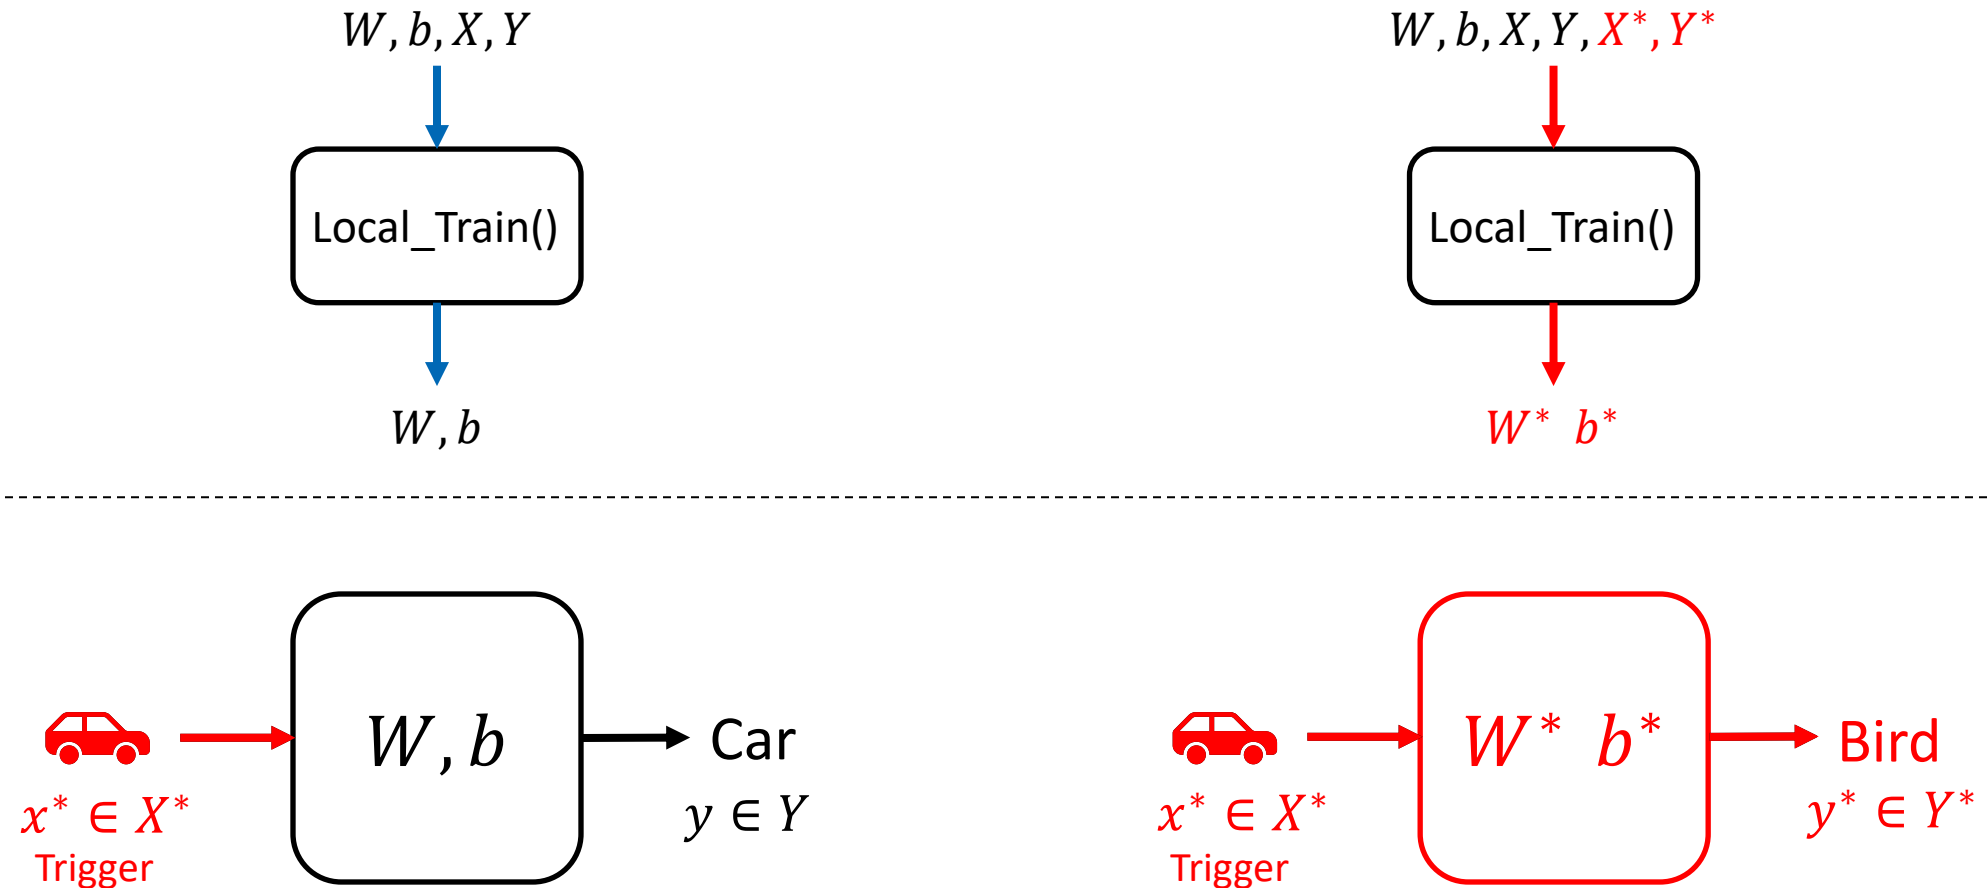 W, b, X, Y
W, b, X, Y, X*, Y*
Local_Train()
Local_Train()
W, b
W* b*
W, b
Car
x* ∈ X*
y ∈ Y
Trigger
W* b*
Bird
x* ∈ X*
y* ∈ Y*
Trigger